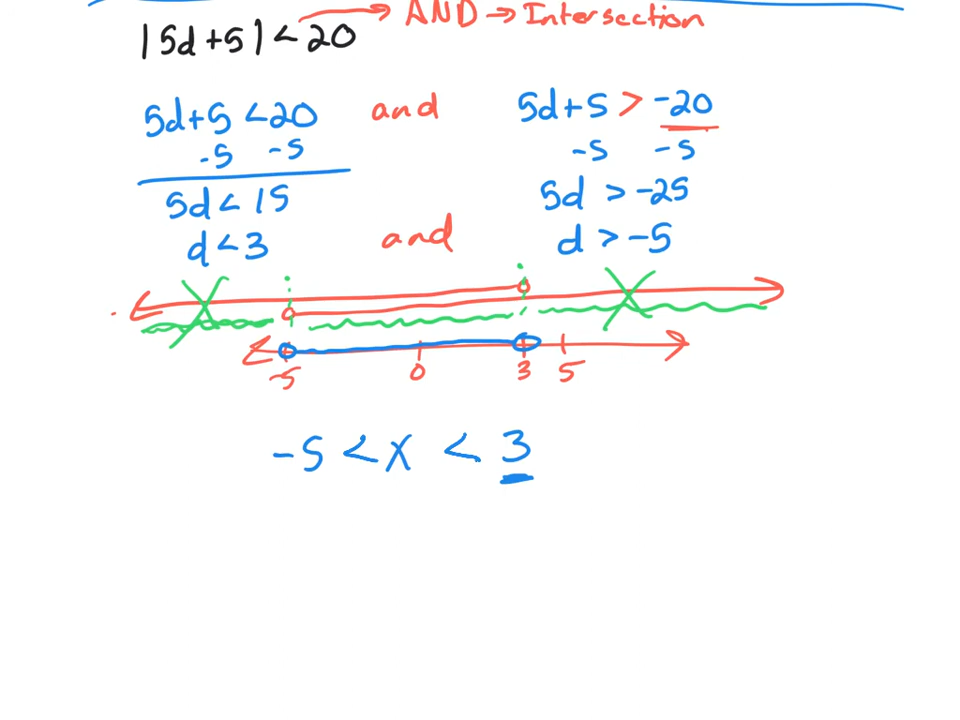 AND → Intersection
|5d+5| < 20
5d+5 < 20 and 5d+5 > -20
-5 -5 -5 -5
5d < 15 5d > -25
d < 3 and d > -5
-5 0 3 5
-5 < x < 3